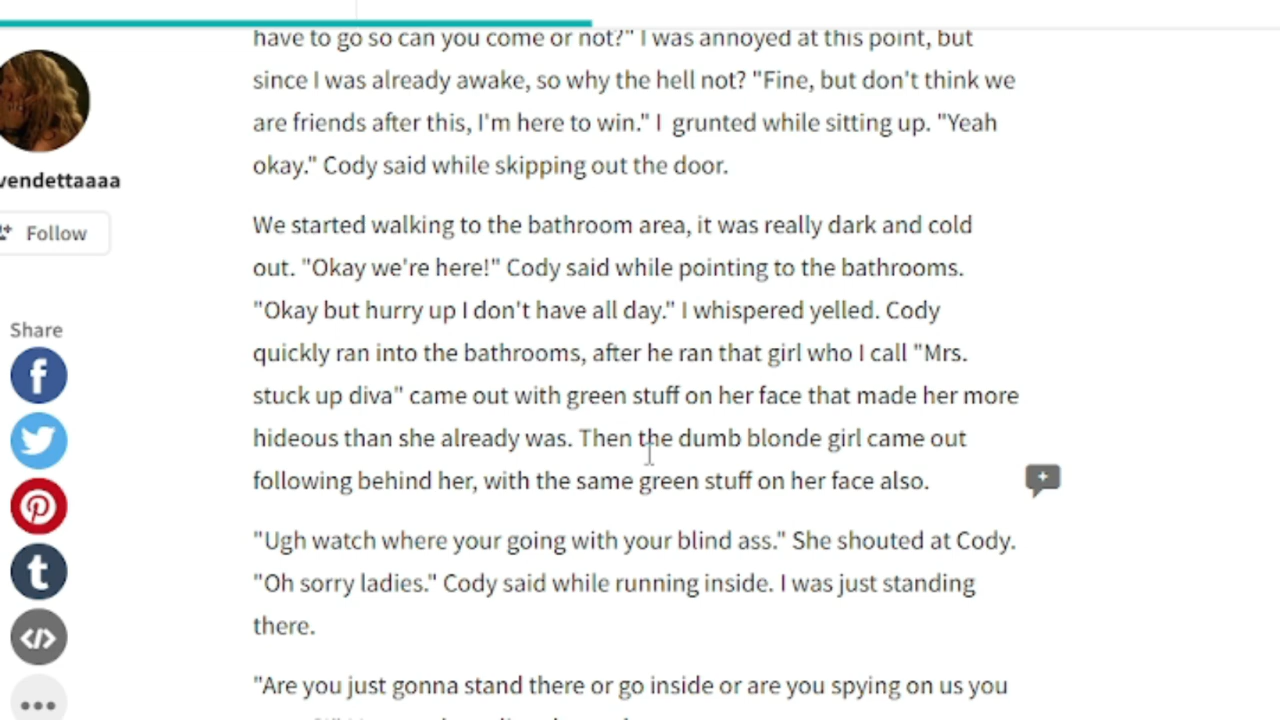 have to go so can you come or not?" I was annoyed at this point, but
since I was already awake, so why the hell not? "Fine, but don't think we
are friends after this, I'm here to win." I grunted while sitting up. "Yeah
okay." Cody said while skipping out the door.
vendettaaaa
Follow
We started walking to the bathroom area, it was really dark and cold
out. "Okay we're here!" Cody said while pointing to the bathrooms.
"Okay but hurry up I don't have all day." I whispered yelled. Cody
quickly ran into the bathrooms, after he ran that girl who I call "Mrs.
stuck up diva" came out with green stuff on her face that made her more
hideous than she already was. Then the dumb blonde girl came out
following behind her, with the same green stuff on her face also.
Share
"Ugh watch where your going with your blind ass." She shouted at Cody.
"Oh sorry ladies." Cody said while running inside. I was just standing
there.
"Are you just gonna stand there or go inside or are you spying on us you